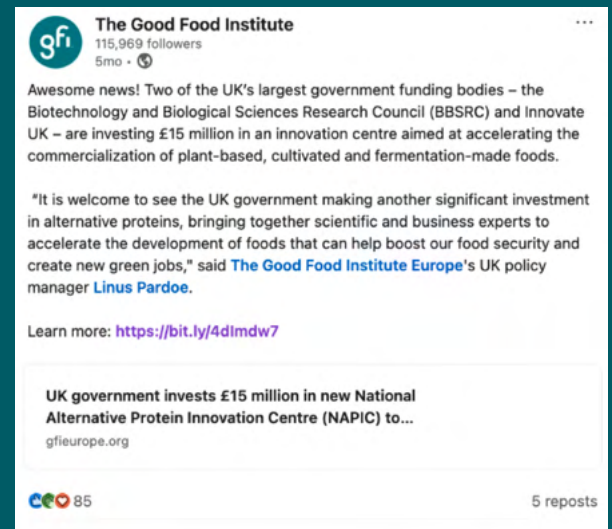 gfi
The Good Food Institute
115,969 followers
5mo •
...
Awesome news! Two of the UK's largest government funding bodies – the
Biotechnology and Biological Sciences Research Council (BBSRC) and Innovate
UK – are investing £15 million in an innovation centre aimed at accelerating the
commercialization of plant-based, cultivated and fermentation-made foods.
"It is welcome to see the UK government making another significant investment
in alternative proteins, bringing together scientific and business experts to
accelerate the development of foods that can help boost our food security and
create new green jobs," said The Good Food Institute Europe's UK policy
manager Linus Pardoe.
Learn more: https://bit.ly/4dlmdw7
UK government invests £15 million in new National
Alternative Protein Innovation Centre (NAPIC) to...
gfieurope.org
85
5 reposts